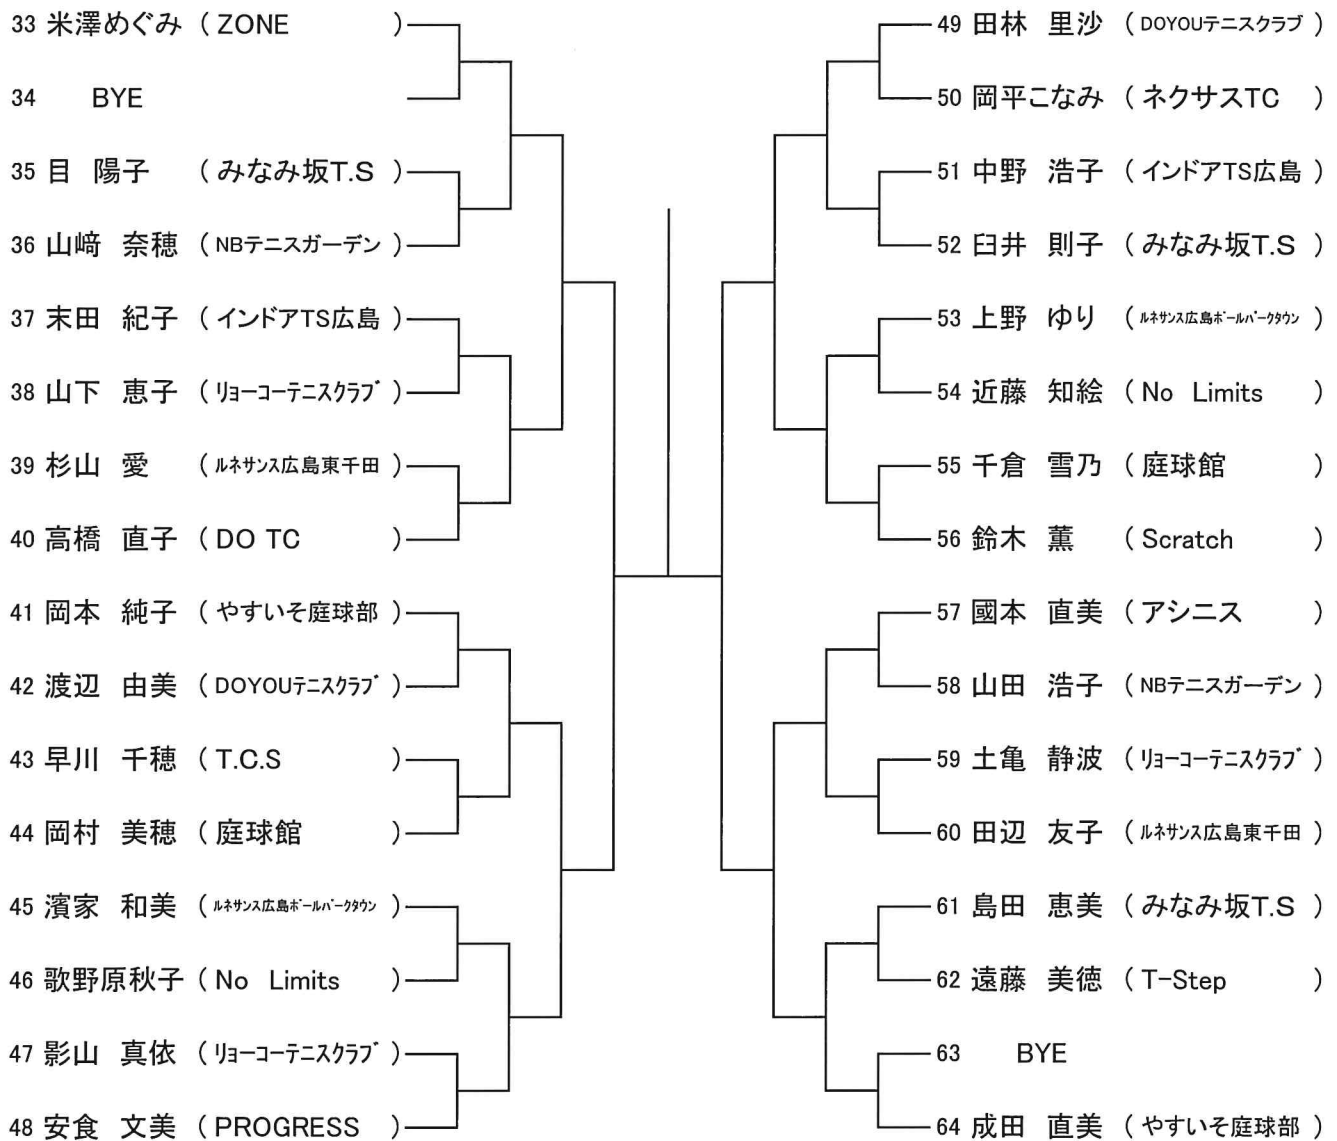 33 米澤めぐみ ( ZONE )
34 BYE
35 目 陽子 ( みなみ坂T.S )
36 山﨑 奈穂 ( NBテニスガーデン )
37 末田 紀子 ( インドアTS広島 )
38 山下 恵子 ( ﾘｮｰｺｰテニスｸﾗﾌﾞ )
39 杉山 愛 ( ﾙﾈｻﾝｽ広島東千田 )
40 高橋 直子 ( DO TC )
41 岡本 純子 ( やすいそ庭球部 )
42 渡辺 由美 ( DOYOUﾃﾆｽｸﾗﾌﾞ )
43 早川 千穂 ( T.C.S )
44 岡村 美穂 ( 庭球館 )
45 濱家 和美 ( ﾙﾈｻﾝｽ広島ﾎﾞｰﾙﾊﾟｰｸﾀｳﾝ )
46 歌野原秋子 ( No Limits )
47 影山 真依 ( ﾘｮｰｺｰテニスｸﾗﾌﾞ )
48 安食 文美 ( PROGRESS )
49 田林 里沙 ( DOYOUテニスクラブ )
50 岡平こなみ ( ネクサスTC )
51 中野 浩子 ( インドアTS広島 )
52 臼井 則子 ( みなみ坂T.S )
53 上野 ゆり ( ﾙﾈｻﾝｽ広島ﾎﾞｰﾙﾊﾟｰｸﾀｳﾝ )
54 近藤 知絵 ( No Limits )
55 千倉 雪乃 ( 庭球館 )
56 鈴木 薫 ( Scratch )
57 國本 直美 ( アシニス )
58 山田 浩子 ( NBテニスガーデン )
59 土亀 静波 ( ﾘｮｰｺｰテニスｸﾗﾌﾞ )
60 田辺 友子 ( ﾙﾈｻﾝｽ広島東千田 )
61 島田 恵美 ( みなみ坂T.S )
62 遠藤 美徳 ( T-Step )
63 BYE
64 成田 直美 ( やすいそ庭球部 )